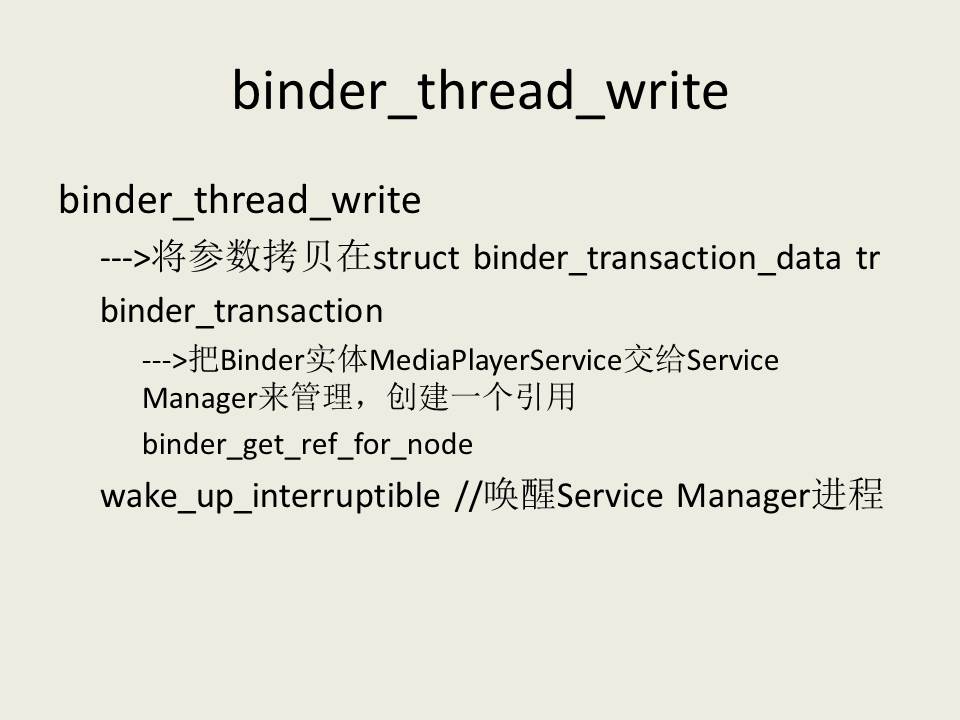 binder_thread_write
binder_thread_write
--->将参数拷贝在struct binder_transaction_data tr
binder_transaction
--->把Binder实体MediaPlayerService交给Service
Manager来管理，创建一个引用
binder_get_ref_for_node
wake_up_interruptible //唤醒Service Manager进程